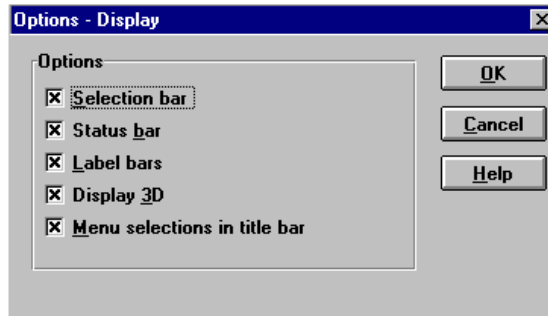 Options - Display
Options
Selection bar
Status bar
Label bars
Display 3D
Menu selections in title bar
OK
Cancel
Help